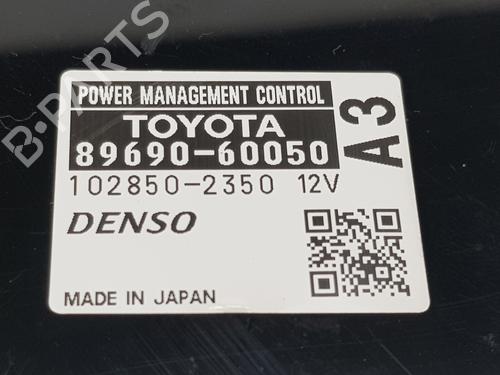 POWER MANAGEMENT CONTROL
TOYOTA
89690-60050
A3
102850-2350 12V
DENSO
MADE IN JAPAN
B-PARTS